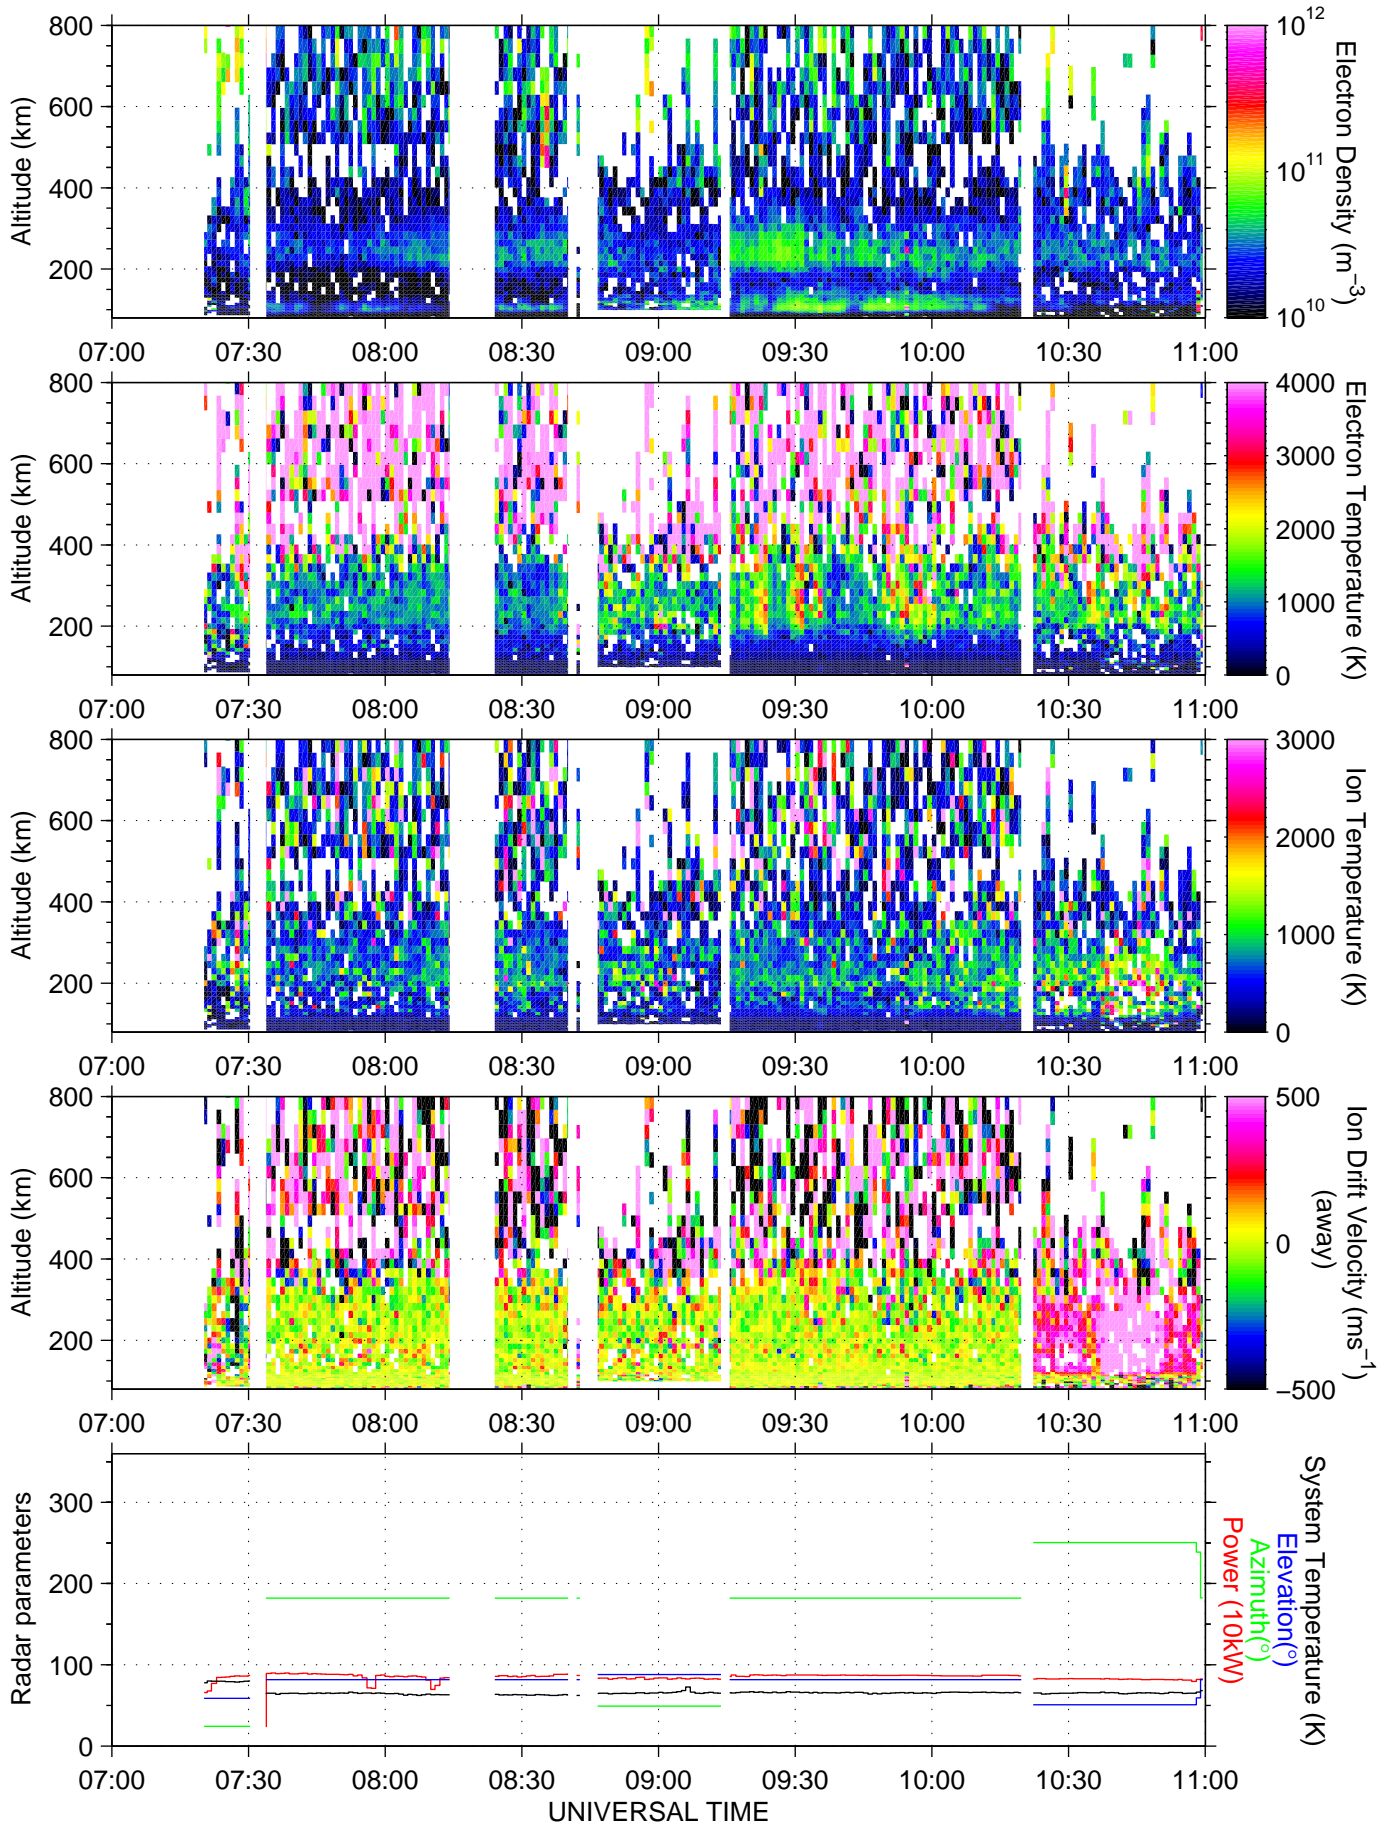 800
600
400
200
Altitude (km)
10^12
10^11
10^10
Electron Density (m^−3)
07:00 07:30 08:00 08:30 09:00 09:30 10:00 10:30 11:00
800
600
400
200
Altitude (km)
4000
3000
2000
1000
0
Electron Temperature (K)
07:00 07:30 08:00 08:30 09:00 09:30 10:00 10:30 11:00
800
600
400
200
Altitude (km)
3000
2000
1000
0
Ion Temperature (K)
07:00 07:30 08:00 08:30 09:00 09:30 10:00 10:30 11:00
800
600
400
200
Altitude (km)
500
0
−500
Ion Drift Velocity (ms^−1)
(away)
07:00 07:30 08:00 08:30 09:00 09:30 10:00 10:30 11:00
300
200
100
0
Radar parameters
System Temperature (K)
Elevation(°)
Azimuth(°)
Power (10kW)
07:00 07:30 08:00 08:30 09:00 09:30 10:00 10:30 11:00
UNIVERSAL TIME